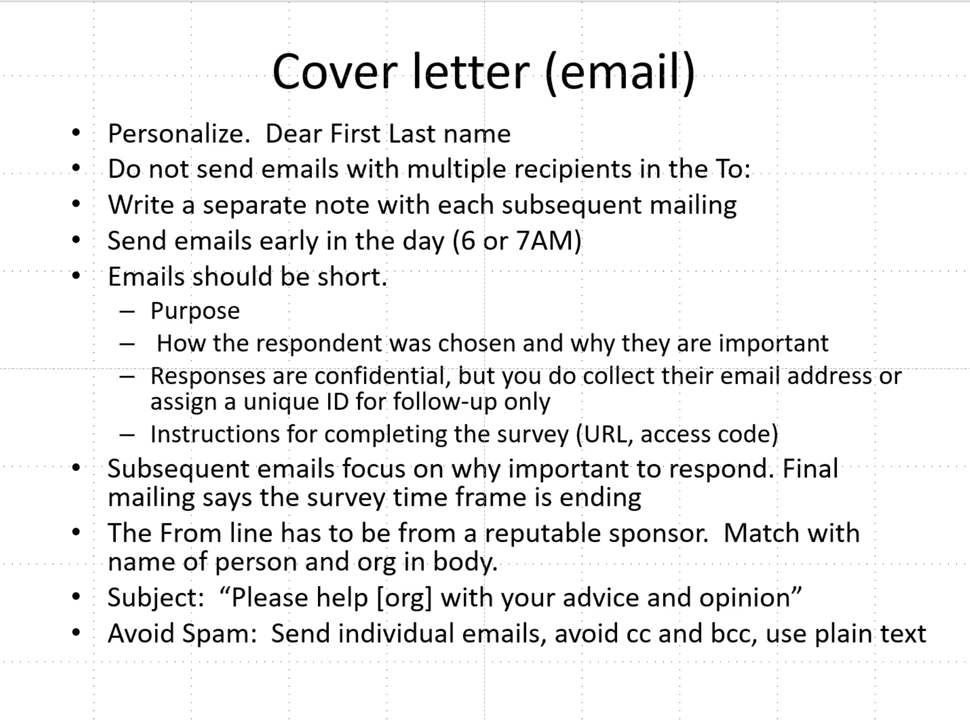 Cover letter (email)
• Personalize.  Dear First Last name
• Do not send emails with multiple recipients in the To:
• Write a separate note with each subsequent mailing
• Send emails early in the day (6 or 7AM)
• Emails should be short.
– Purpose
–  How the respondent was chosen and why they are important
– Responses are confidential, but you do collect their email address or
assign a unique ID for follow-up only
– Instructions for completing the survey (URL, access code)
• Subsequent emails focus on why important to respond. Final
mailing says the survey time frame is ending
• The From line has to be from a reputable sponsor.  Match with
name of person and org in body.
• Subject:  “Please help [org] with your advice and opinion”
• Avoid Spam:  Send individual emails, avoid cc and bcc, use plain text